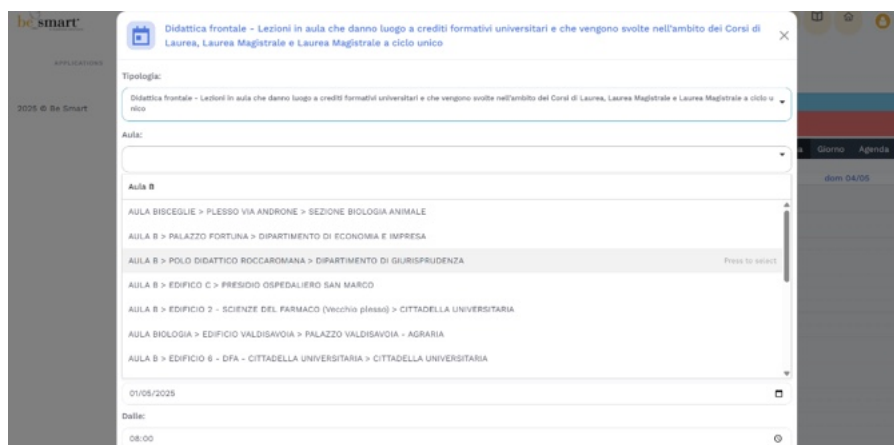 be smart
Didattica frontale - Lezioni in aula che danno luogo a crediti formativi universitari e che vengono svolte nell'ambito dei Corsi di
Laurea, Laurea Magistrale e Laurea Magistrale a ciclo unico
APPLICATIONS
2025 © Be Smart
Tipologia:
Didattica frontale - Lezioni in aula che danno luogo a crediti formativi universitari e che vengono svolte nell'ambito dei Corsi di Laurea, Laurea Magistrale e Laurea Magistrale a ciclo u
nico
Aula:
Giorno Agenda
dom 04/05
Aula B
AULA BISCEGLIE > PLESSO VIA ANDRONE > SEZIONE BIOLOGIA ANIMALE
AULA B > PALAZZO FORTUNA > DIPARTIMENTO DI ECONOMIA E IMPRESA
AULA B > POLO DIDATTICO ROCCAROMANA > DIPARTIMENTO DI GIURISPRUDENZA Press to select
AULA B > EDIFICO C > PRESIDIO OSPEDALIERO SAN MARCO
AULA B > EDIFICIO 2 - SCIENZE DEL FARMACO (Vecchio plesso) > CITTADELLA UNIVERSITARIA
AULA BIOLOGIA > EDIFICIO VALDISAVOIA > PALAZZO VALDISAVOIA - AGRARIA
AULA B > EDIFICIO 6 - DFA - CITTADELLA UNIVERSITARIA > CITTADELLA UNIVERSITARIA
01/05/2025
Dalle:
08:00